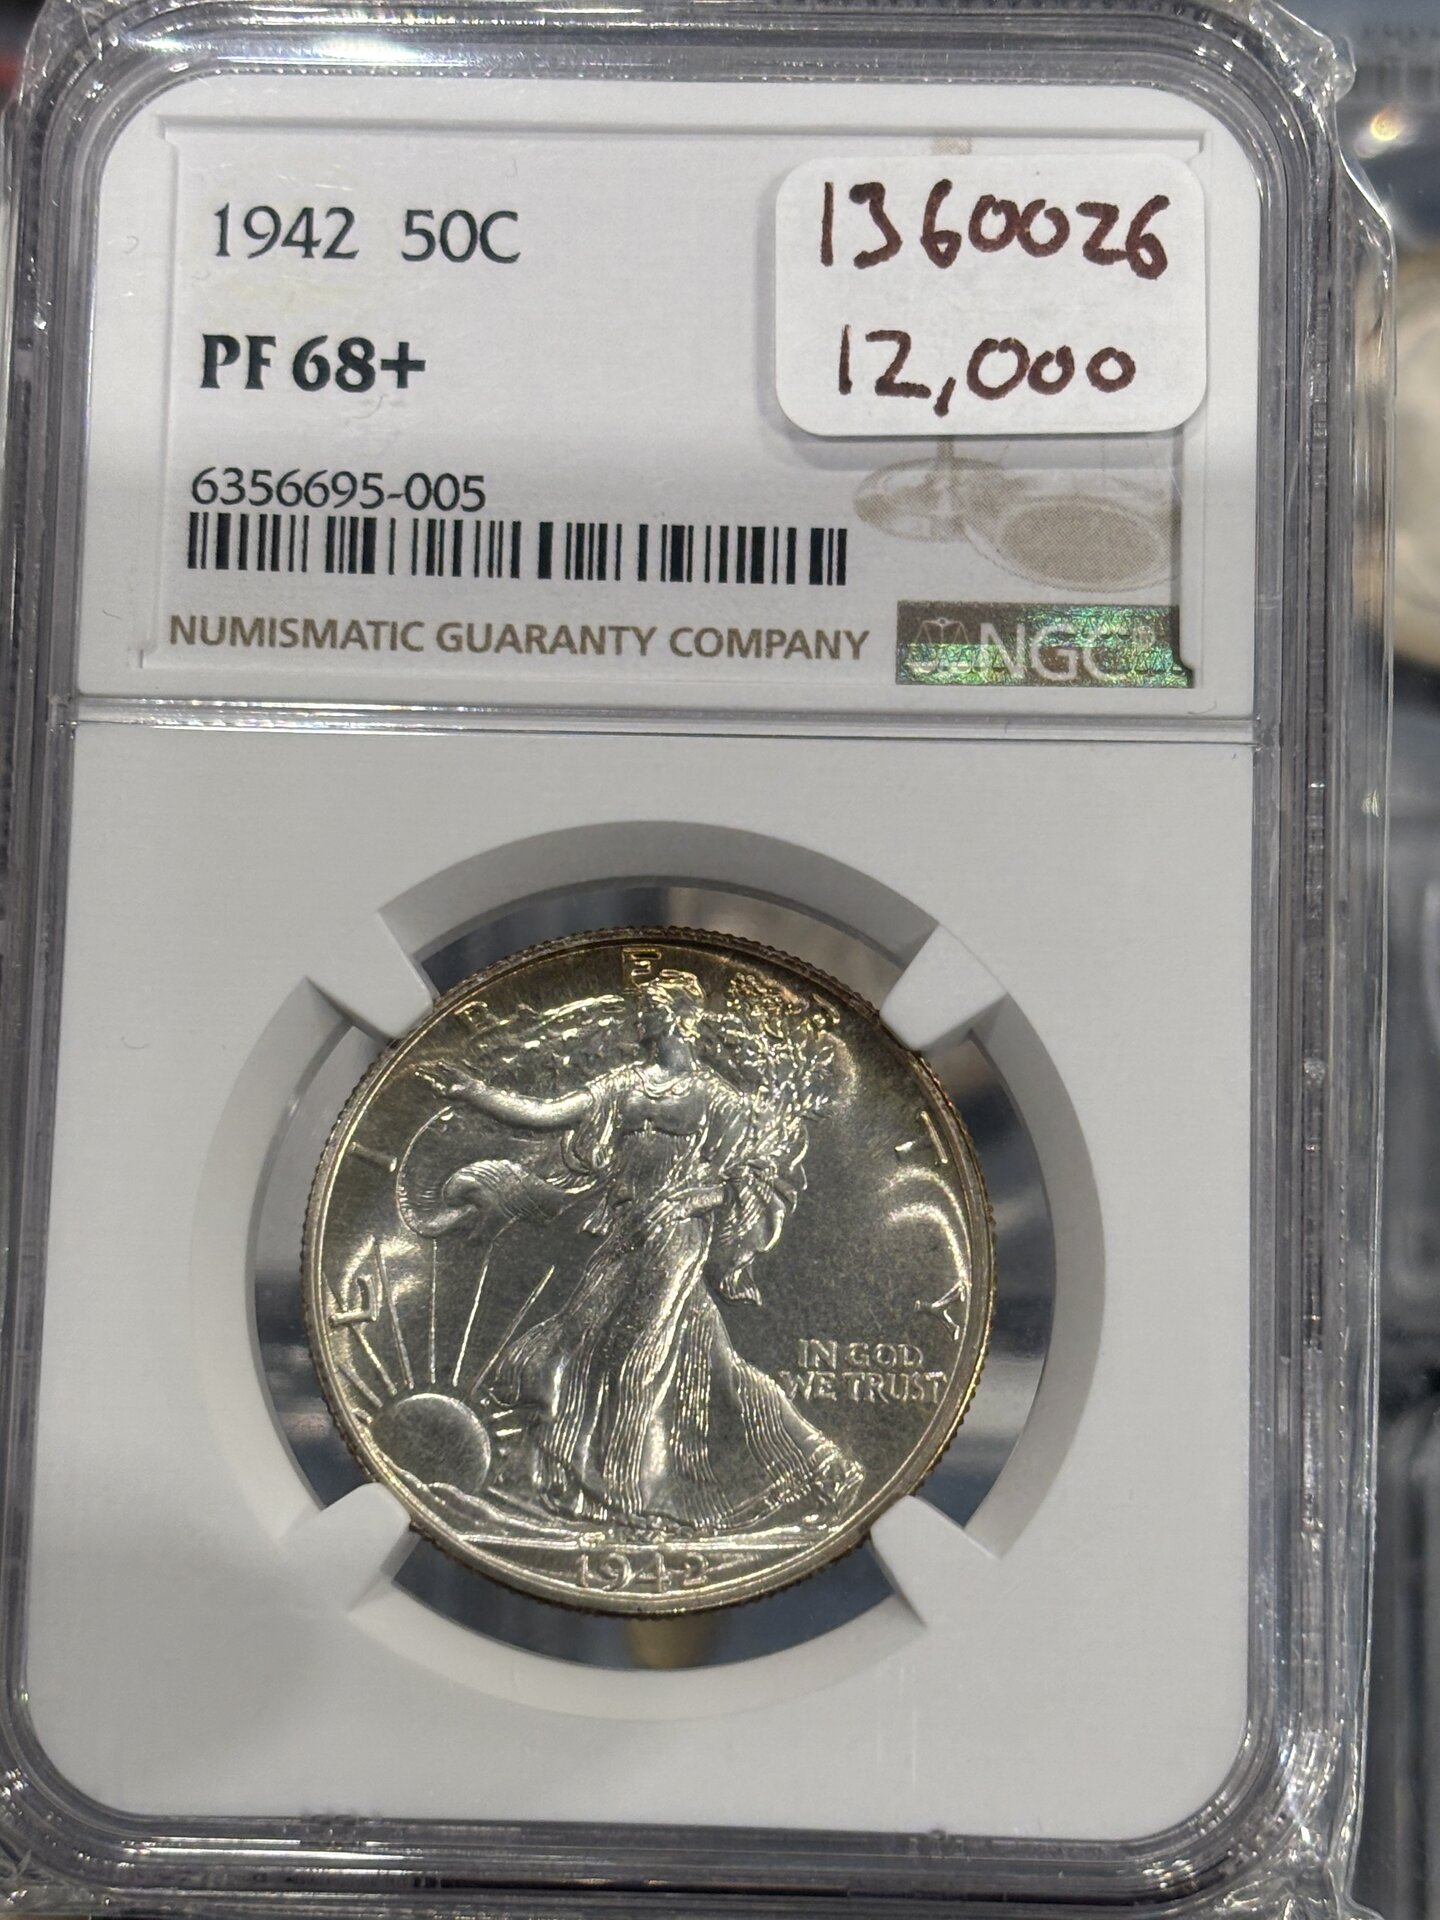 1942 50C
1360026
PF 68+
12,000
6356695-005
NUMISMATIC GUARANTY COMPANY
NGC®
LIBERTY
IN GOD
WE TRUST
1942